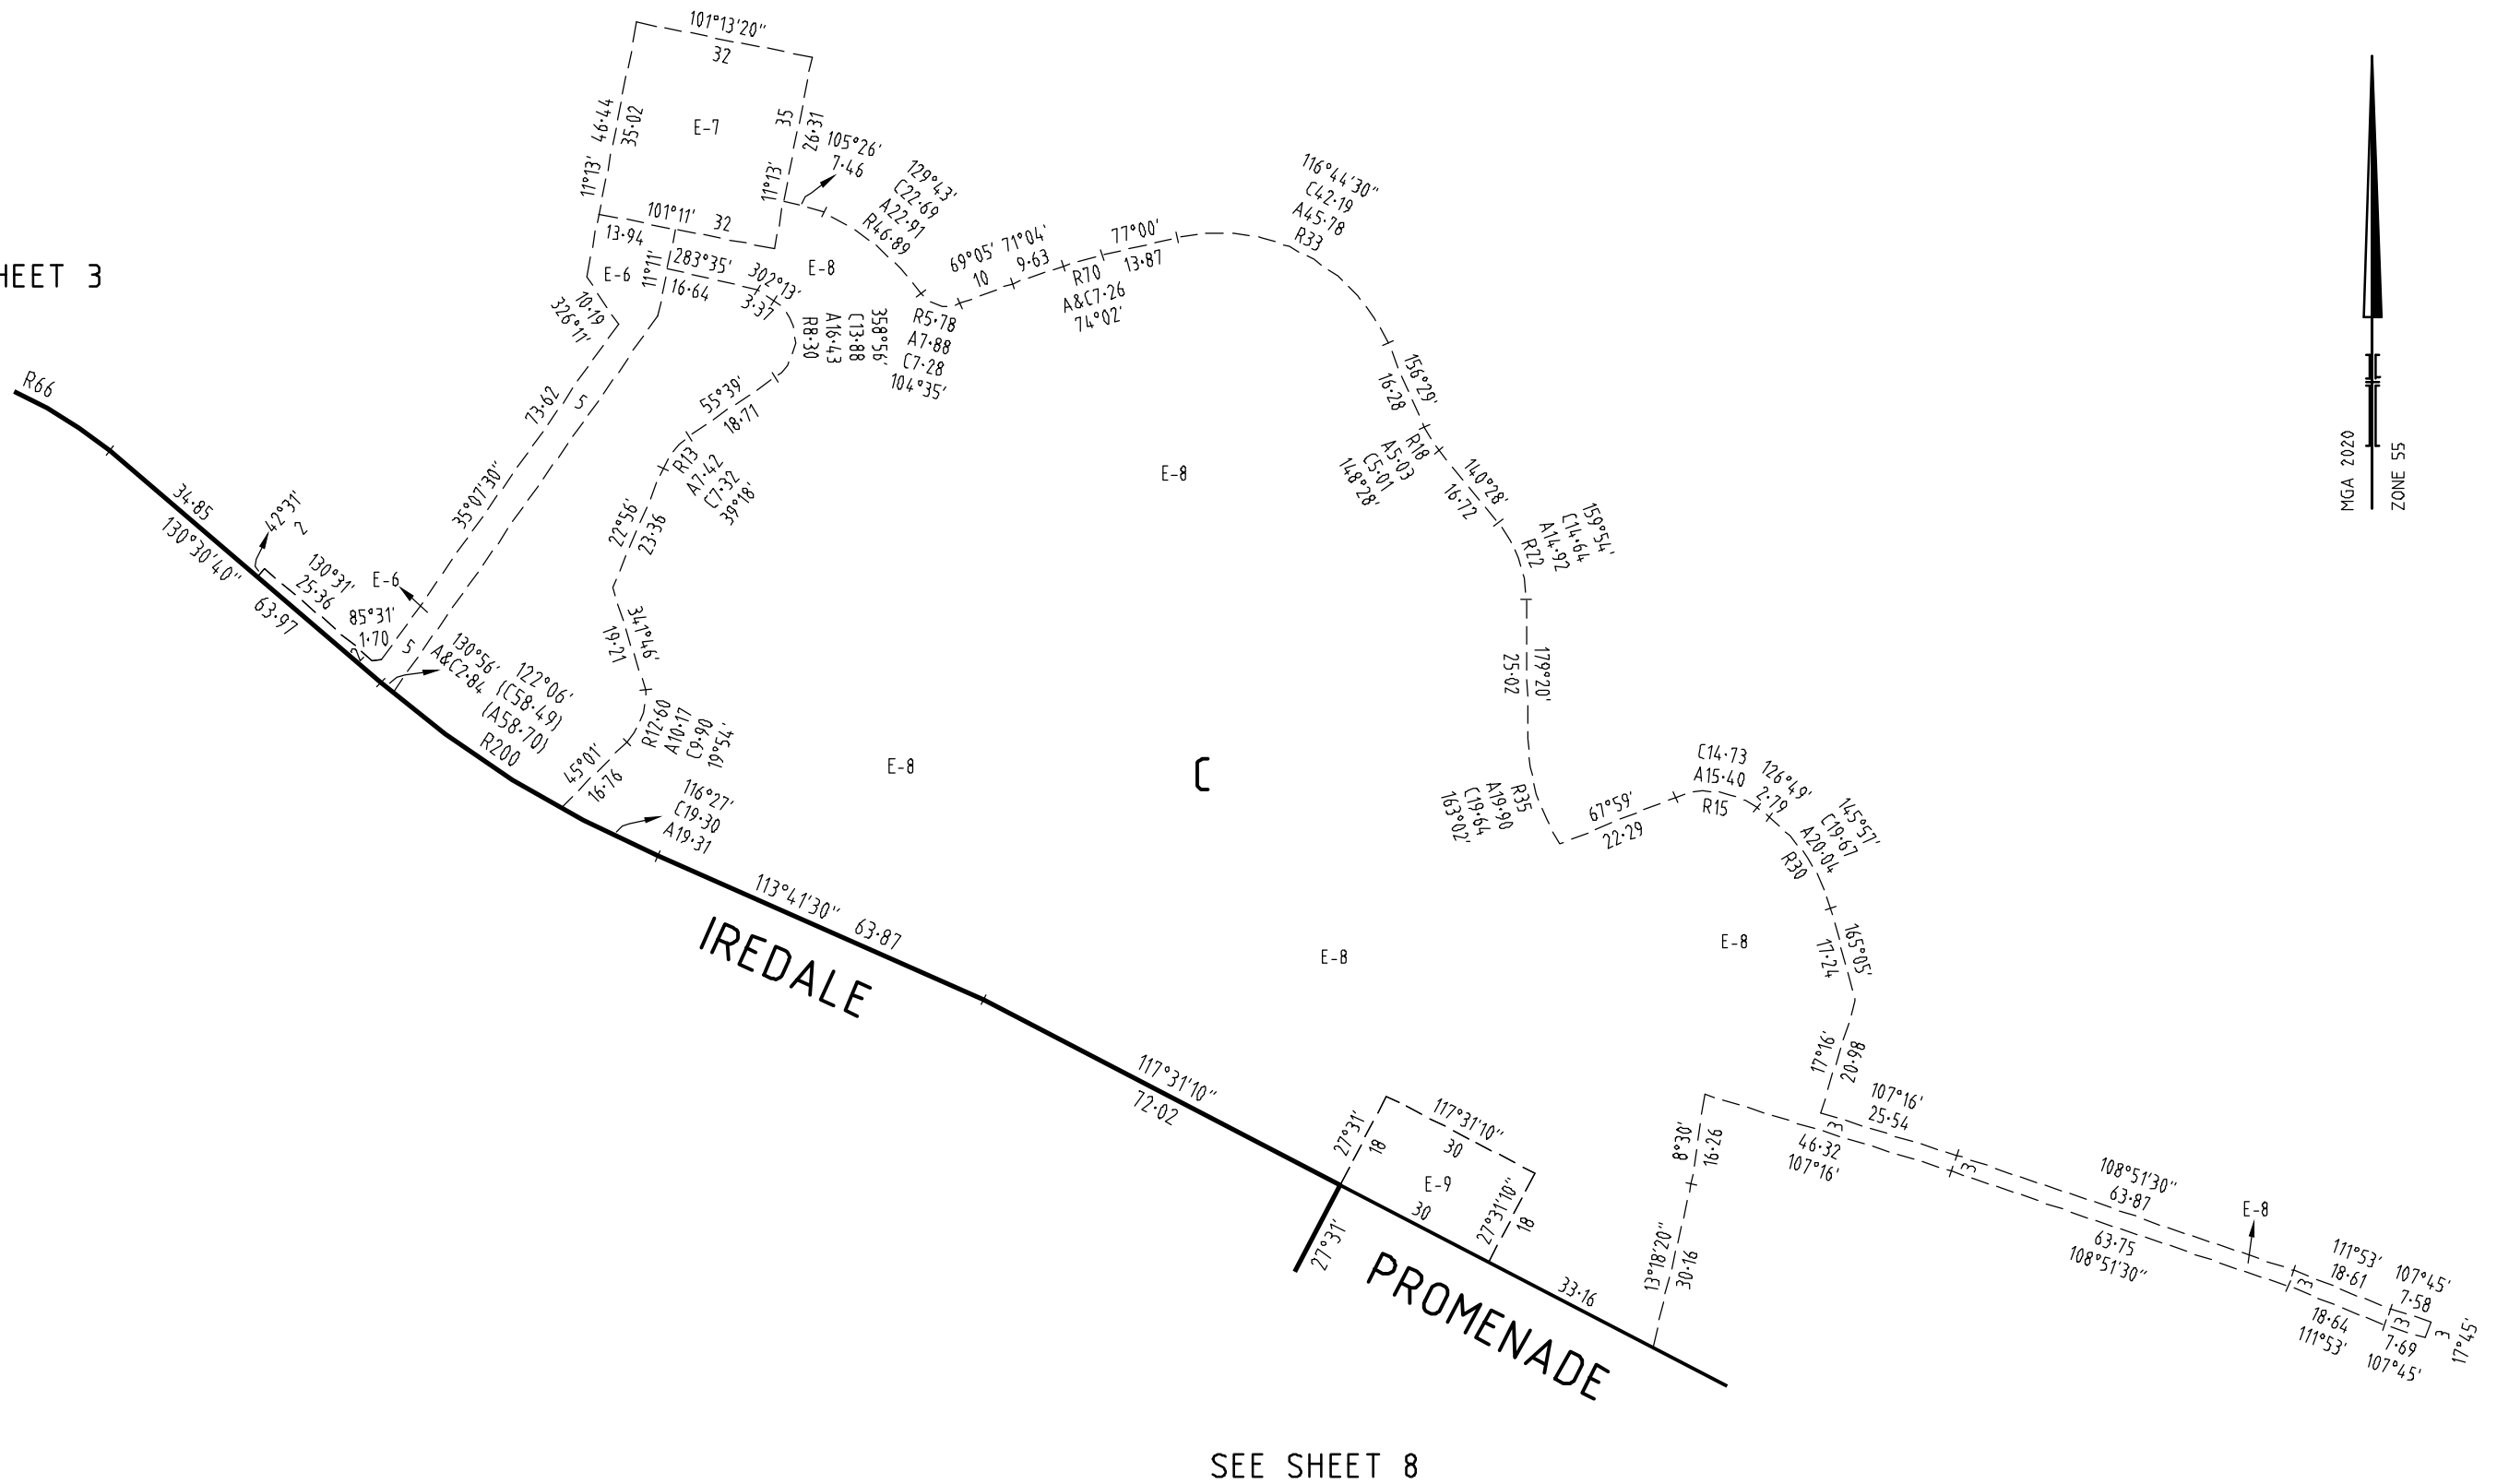 101°13'20"
32
11°13' 46·44
35·02
E-7
35
26·31
11°13'
105°26'
7·46
129°43'
C22·69
A22·91
R46·89
101°11' 32
13·94
E-6
11°11'
283°35'
16·64
302°13'
3·37
E-8
10·19
326°11'
358°56'
C13·88
A16·43
R8·30
R5·78
A7·88
C7·28
104°35'
69°05'
10
71°04'
9·63
R70
A&C7·26
74°02'
77°00'
13·87
116°44'30"
C42·19
A45·78
R33
MGA 2020
ZONE 55
HEET 3
R66
34·85
130°30'40"
63·97
42°31'
2
130°31'
25·36
85°31'
1·70
2
E-6
5
73·62
35°07'30"
5
130°56'
A&C2·84
122°06'
(C58·49)
(A58·70)
R200
55°39'
18·71
R13
A7·42
C7·32
39°18'
22°56'
23·36
341°46'
19·21
R12·60
A10·17
C9·90
19°54'
45°01'
16·76
116°27'
C19·30
A19·31
E-8
E-8
C
156°29'
16·28
R18
A5·03
C5·01
148°28'
140°28'
16·72
159°54'
C14·64
A14·92
R22
179°20'
25·02
R35
A19·90
C19·64
163°02'
67°59'
22·29
C14·73
A15·40
R15
126°49'
2·79
145°57'
C19·67
A20·04
R30
165°05'
17·24
E-8
E-8
113°41'30" 63·87
IREDALE
117°31'10"
72·02
27°31'
18
117°31'10"
30
E-9
30
27°31'10"
18
27°31'
PROMENADE
33·16
8°30'
16·26
13°18'20"
30·16
17°16'
20·98
107°16'
25·54
3
46·32
107°16'
3
108°51'30"
63·87
63·75
108°51'30"
E-8
111°53'
18·61
107°45'
7·58
3
3
3
17°45'
18·64
111°53'
7·69
107°45'
SEE SHEET 8